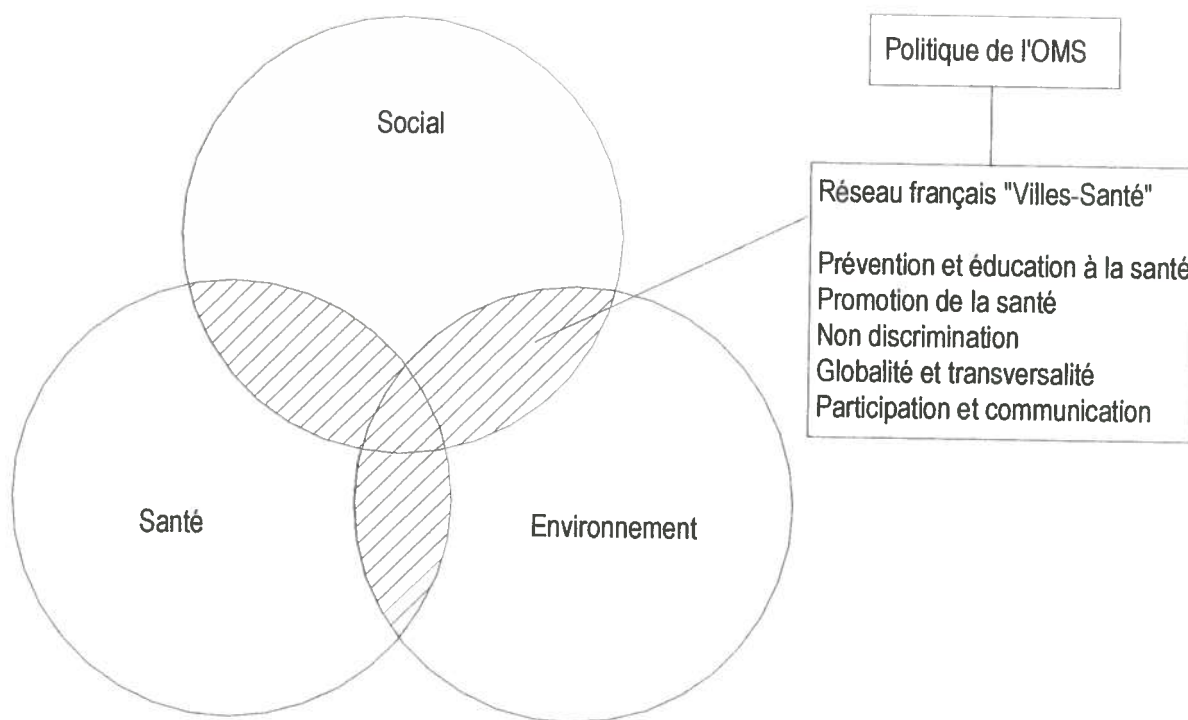 Social
Santé
Environnement
Politique de l'OMS
Réseau français "Villes-Santé"
Prévention et éducation à la santé
Promotion de la santé
Non discrimination
Globalité et transversalité
Participation et communication